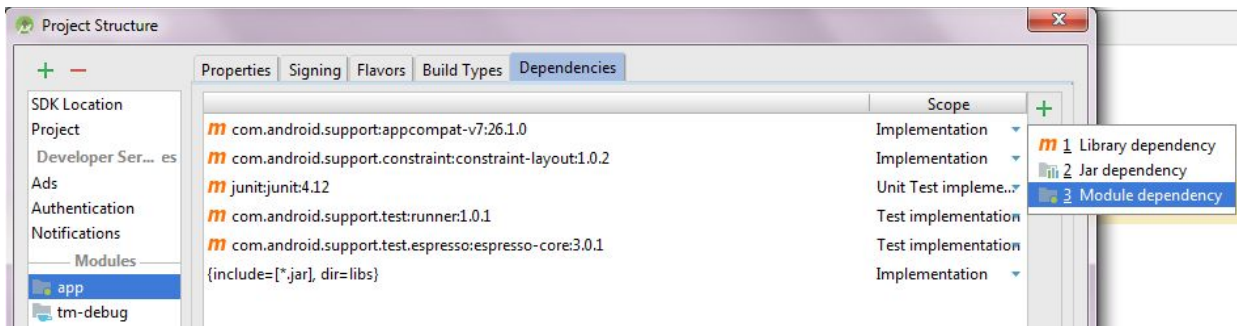 Project Structure
Properties Signing Flavors Build Types Dependencies
SDK Location
Project
Developer Ser... es
Ads
Authentication
Notifications
Modules
app
tm-debug
Scope
m com.android.support:appcompat-v7:26.1.0 Implementation
m com.android.support.constraint:constraint-layout:1.0.2 Implementation
m junit:junit:4.12 Unit Test impleme...
m com.android.support.test:runner:1.0.1 Test implementation
m com.android.support.test.espresso:espresso-core:3.0.1 Test implementation
{include=[*.jar], dir=libs} Implementation
m 1 Library dependency
2 Jar dependency
3 Module dependency